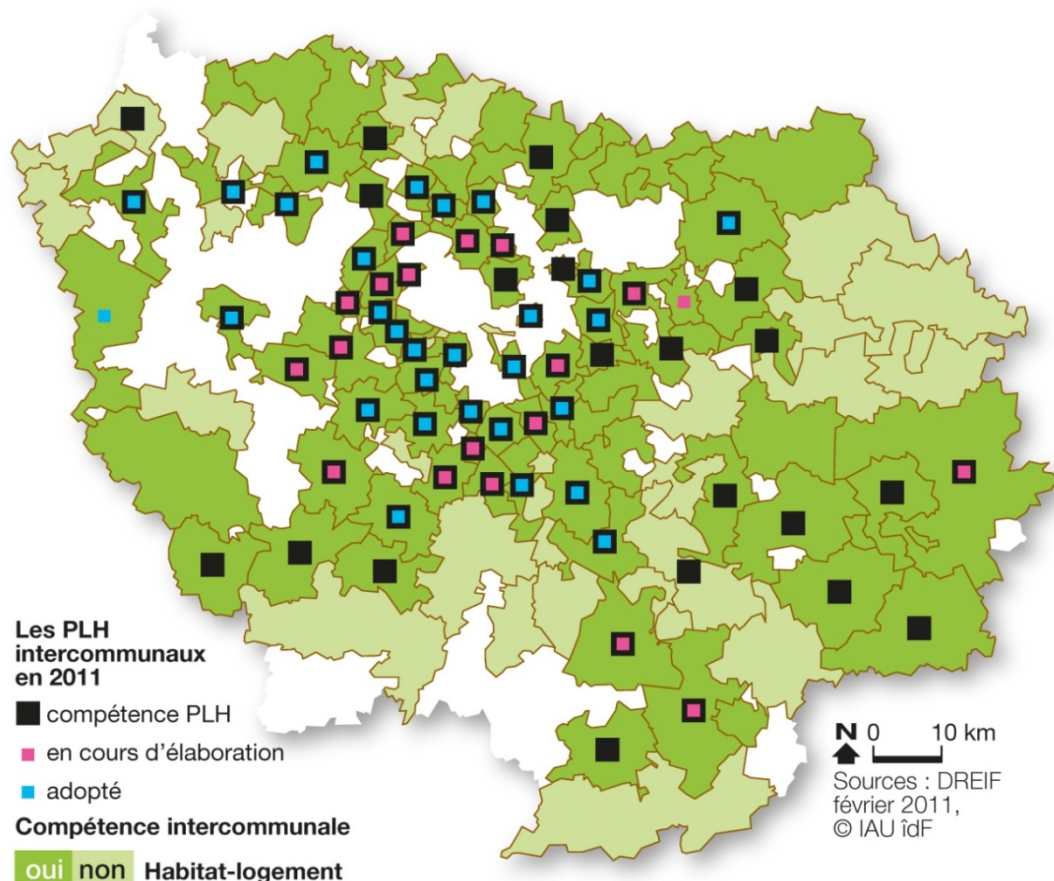 Les PLH
intercommunaux
en 2011
compétence PLH
en cours d'élaboration
adopté
Compétence intercommunale
oui non Habitat-logement
N 0 10 km
Sources : DREIF
février 2011,
© IAU îdF